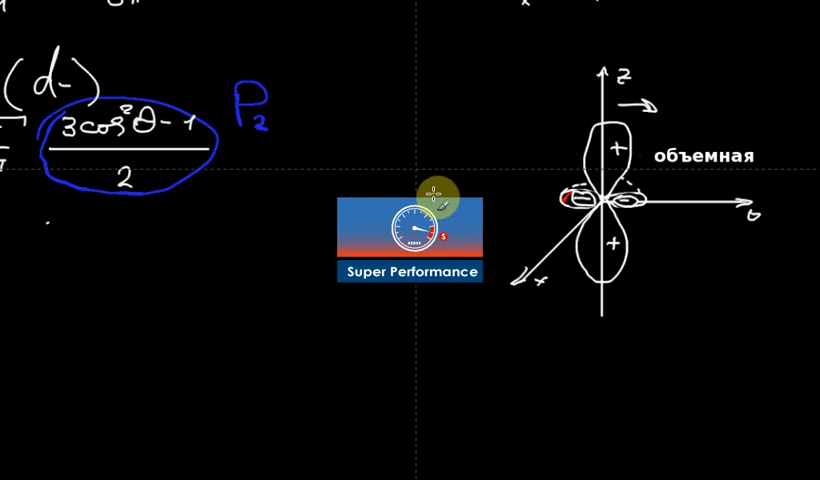 (d-)
3cos²θ - 1
2
P₂
z
+
объемная
- -
+
x
S
Super Performance